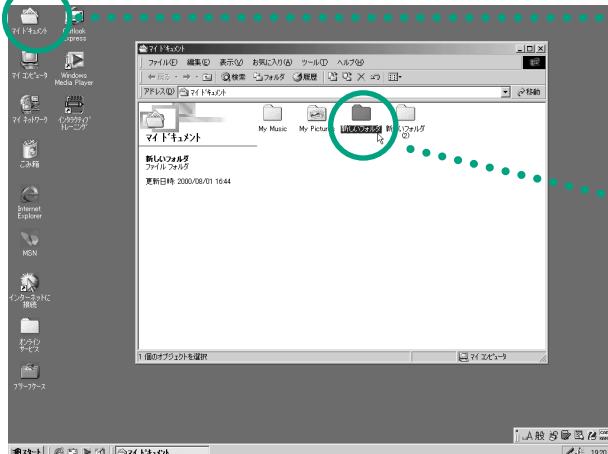 マイ ドキュメント
Outlook
Express
マイ コンピュータ
Windows
Media Player
マイ ネットワーク
インタラクティブ
トレーニング
ごみ箱
Internet
Explorer
MSN
インターネットに
接続
オンライン
サービス
ブリーフケース
マイ ドキュメント
ファイル(F) 編集(E) 表示(V) お気に入り(A) ツール(T) ヘルプ(H)
戻る 検索 フォルダ 履歴
アドレス(D) マイ ドキュメント 移動
マイ ドキュメント
新しいフォルダ
ファイル フォルダ
更新日時: 2000/08/01 16:44
My Music
My Pictures
新しいフォルダ
新しいフォルダ
(2)
1 個のオブジェクトを選択 マイ コンピュータ
A 般
スタート マイ ドキュメント 19:20